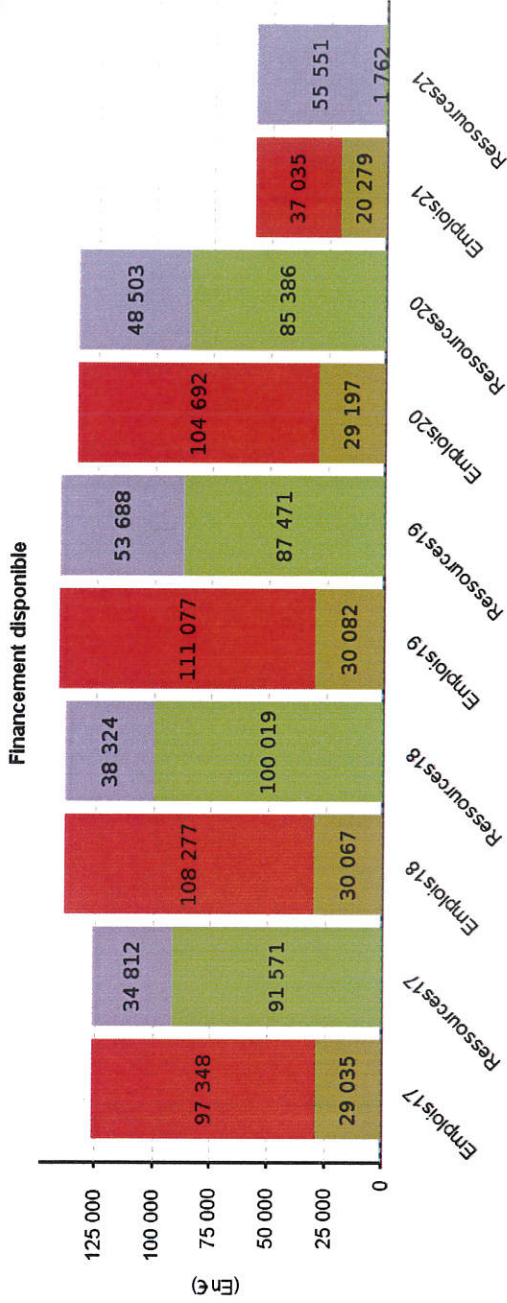 Financement disponible
(En €)
125 000
100 000
75 000
50 000
25 000
0
97 348
29 035
34 812
91 571
108 277
30 067
38 324
100 019
111 077
30 082
53 688
87 471
104 692
29 197
48 503
85 386
37 035
20 279
55 551
1 762
Emplois17
Ressources17
Emplois18
Ressources18
Emplois19
Ressources19
Emplois20
Ressources20
Emplois21
Ressources21